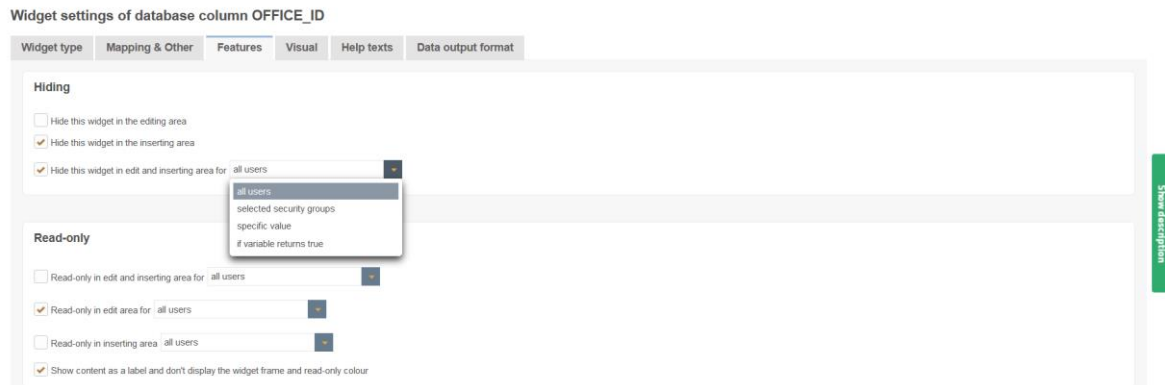 Widget settings of database column OFFICE_ID
Widget type Mapping & Other Features Visual Help texts Data output format
Hiding
Hide this widget in the editing area
Hide this widget in the inserting area
Hide this widget in edit and inserting area for all users
all users
selected security groups
specific value
if variable returns true
Show description
Read-only
Read-only in edit and inserting area for all users
Read-only in edit area for all users
Read-only in inserting area all users
Show content as a label and don't display the widget frame and read-only colour